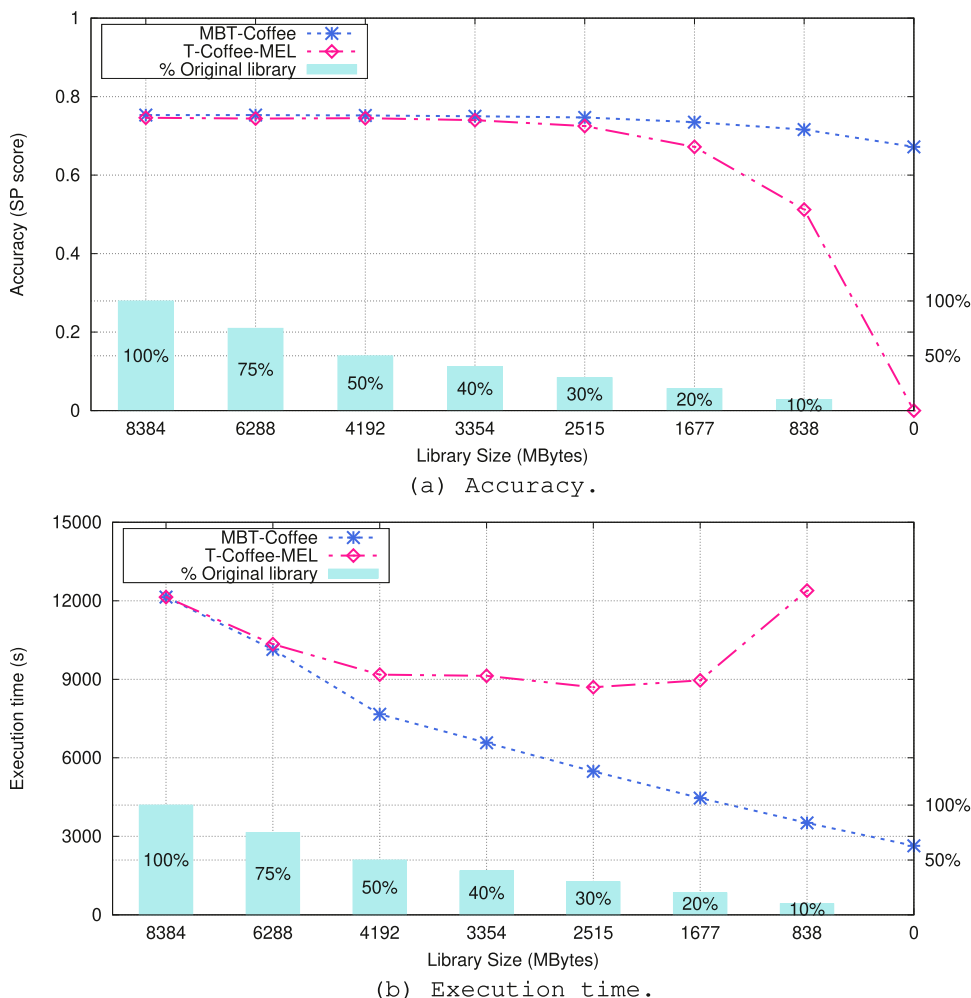 1
MBT-Coffee
T-Coffee-MEL
% Original library
0.8
0.6
0.4
0.2
0
Accuracy (SP score)
100%
50%
100%
75%
50%
40%
30%
20%
10%
8384 6288 4192 3354 2515 1677 838 0
Library Size (MBytes)
(a) Accuracy.
15000
MBT-Coffee
T-Coffee-MEL
% Original library
12000
9000
6000
3000
0
Execution time (s)
100%
50%
100%
75%
50%
40%
30%
20%
10%
8384 6288 4192 3354 2515 1677 838 0
Library Size (MBytes)
(b) Execution time.